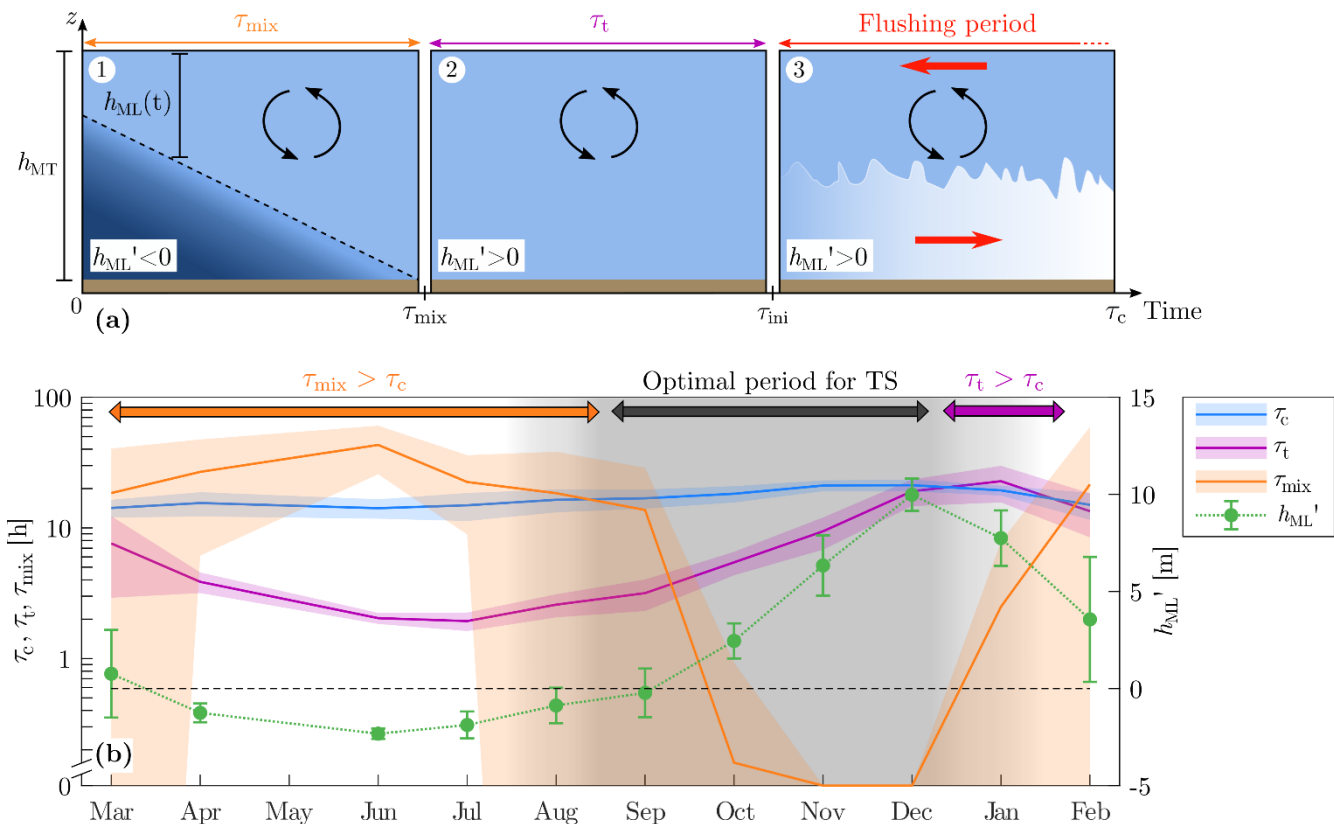 z
τmix
τt
Flushing period
1
2
3
hML(t)
hMT
hML'<0
hML'>0
hML'>0
0
(a)
τmix
τini
τc
Time
τmix > τc
Optimal period for TS
τt > τc
100
10
1
0
τc, τt, τmix [h]
15
10
5
0
-5
hML' [m]
τc
τt
τmix
hML'
(b)
Mar Apr May Jun Jul Aug Sep Oct Nov Dec Jan Feb